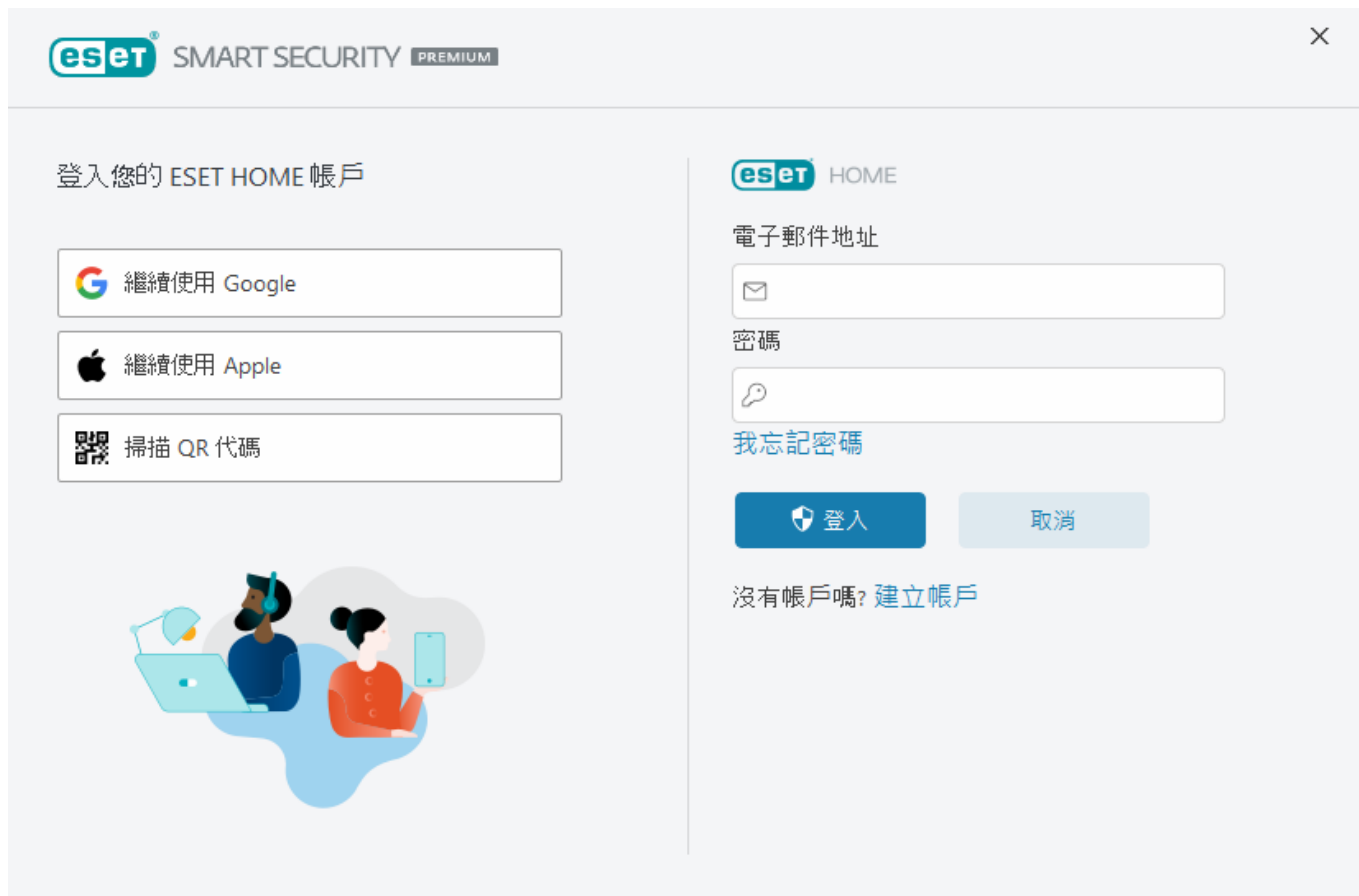 eset® SMART SECURITY PREMIUM
登入您的 ESET HOME 帳戶
繼續使用 Google
繼續使用 Apple
掃描 QR 代碼
eset HOME
電子郵件地址
密碼
我忘記密碼
登入
取消
沒有帳戶嗎? 建立帳戶